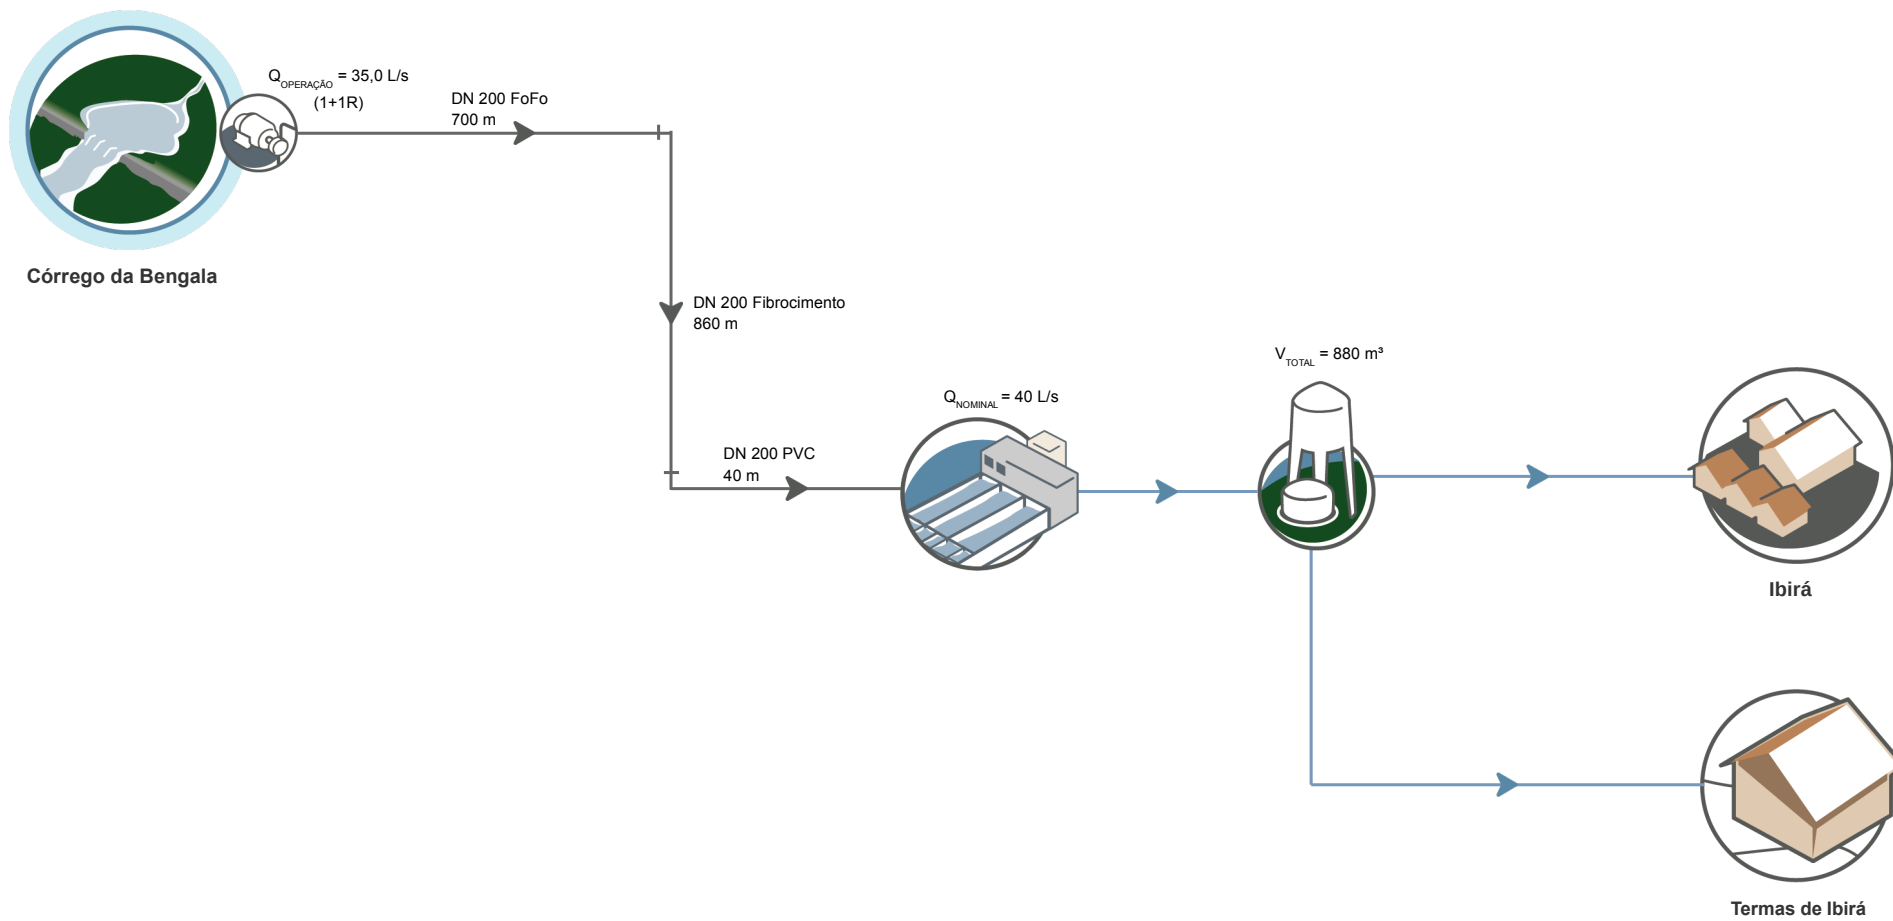 Q OPERAÇÃO = 35,0 L/s
(1+1R)
DN 200 FoFo
700 m
Córrego da Bengala
DN 200 Fibrocimento
860 m
V TOTAL = 880 m³
Q NOMINAL = 40 L/s
DN 200 PVC
40 m
Ibirá
Termas de Ibirá